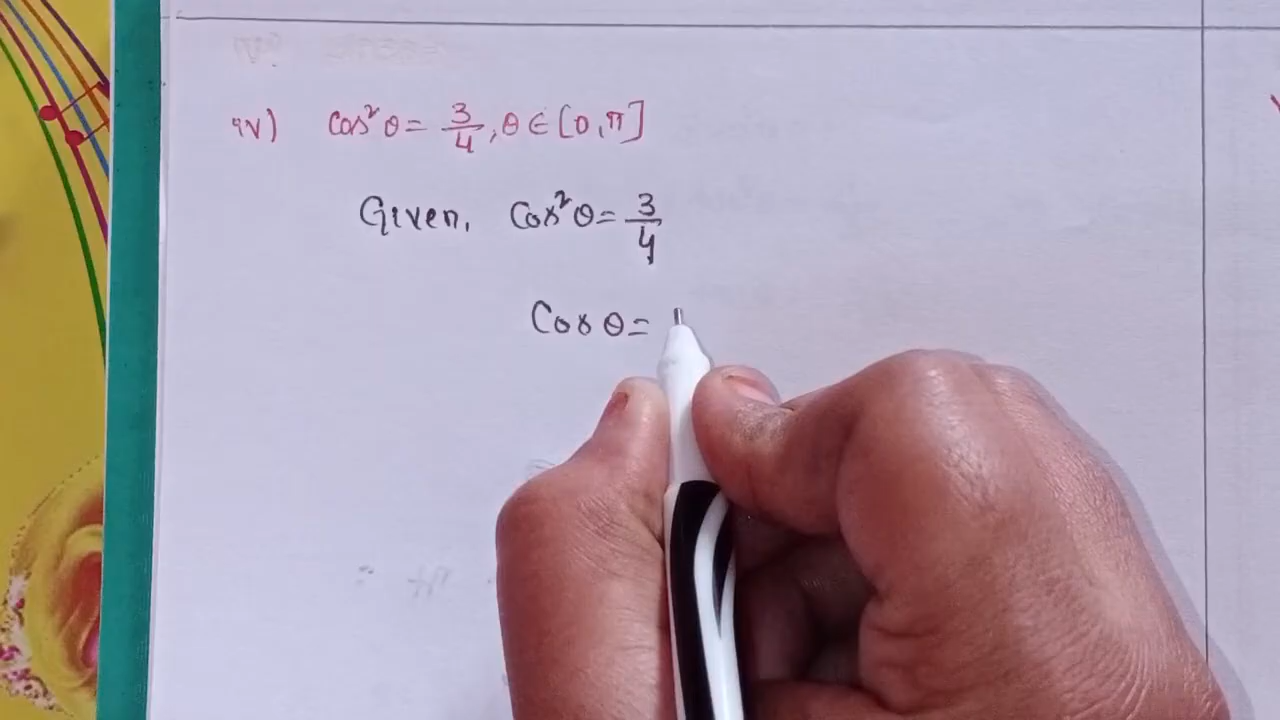 iv) cos²θ = 3/4, θ ∈ [0, π]
Given, Cos²θ = 3/4
Cos θ =